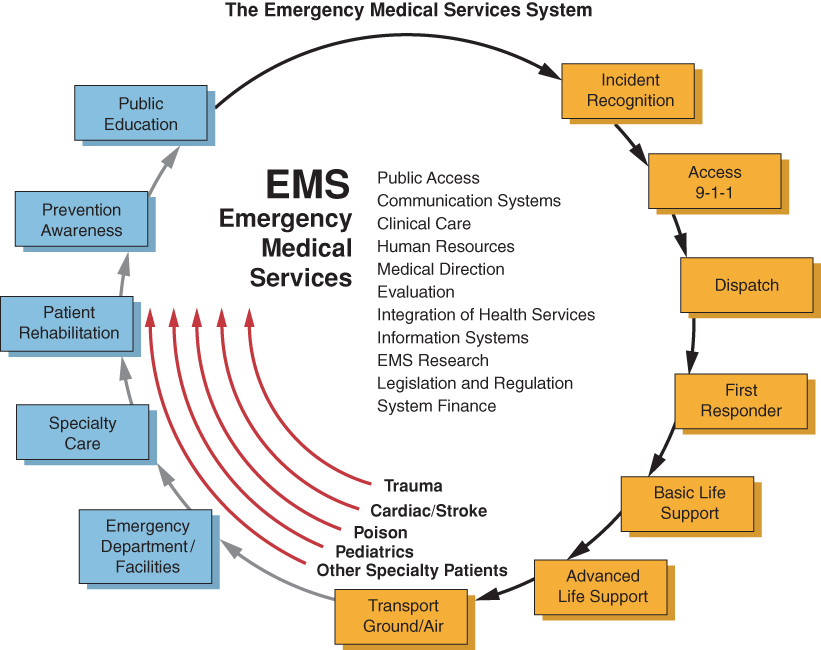 The Emergency Medical Services System
Incident
Recognition
Access
9-1-1
Dispatch
First
Responder
Basic Life
Support
Advanced
Life Support
Transport
Ground/Air
Emergency
Department/
Facilities
Specialty
Care
Patient
Rehabilitation
Prevention
Awareness
Public
Education
EMS
Emergency
Medical
Services
Public Access
Communication Systems
Clinical Care
Human Resources
Medical Direction
Evaluation
Integration of Health Services
Information Systems
EMS Research
Legislation and Regulation
System Finance
Trauma
Cardiac/Stroke
Poison
Pediatrics
Other Specialty Patients